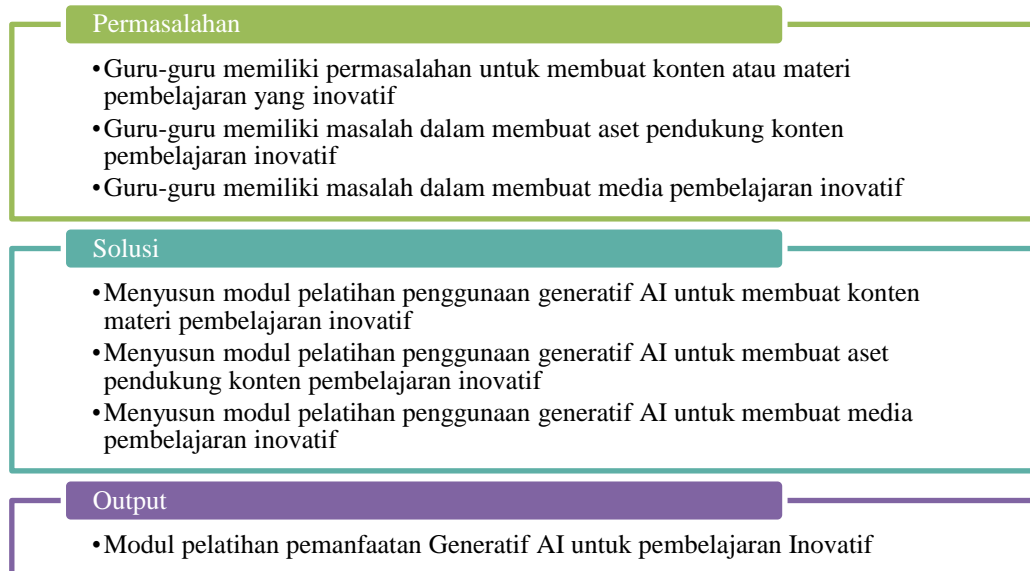 Permasalahan
•Guru-guru memiliki permasalahan untuk membuat konten atau materi
pembelajaran yang inovatif
•Guru-guru memiliki masalah dalam membuat aset pendukung konten
pembelajaran inovatif
•Guru-guru memiliki masalah dalam membuat media pembelajaran inovatif
Solusi
•Menyusun modul pelatihan penggunaan generatif AI untuk membuat konten
materi pembelajaran inovatif
•Menyusun modul pelatihan penggunaan generatif AI untuk membuat aset
pendukung konten pembelajaran inovatif
•Menyusun modul pelatihan penggunaan generatif AI untuk membuat media
pembelajaran inovatif
Output
•Modul pelatihan pemanfaatan Generatif AI untuk pembelajaran Inovatif